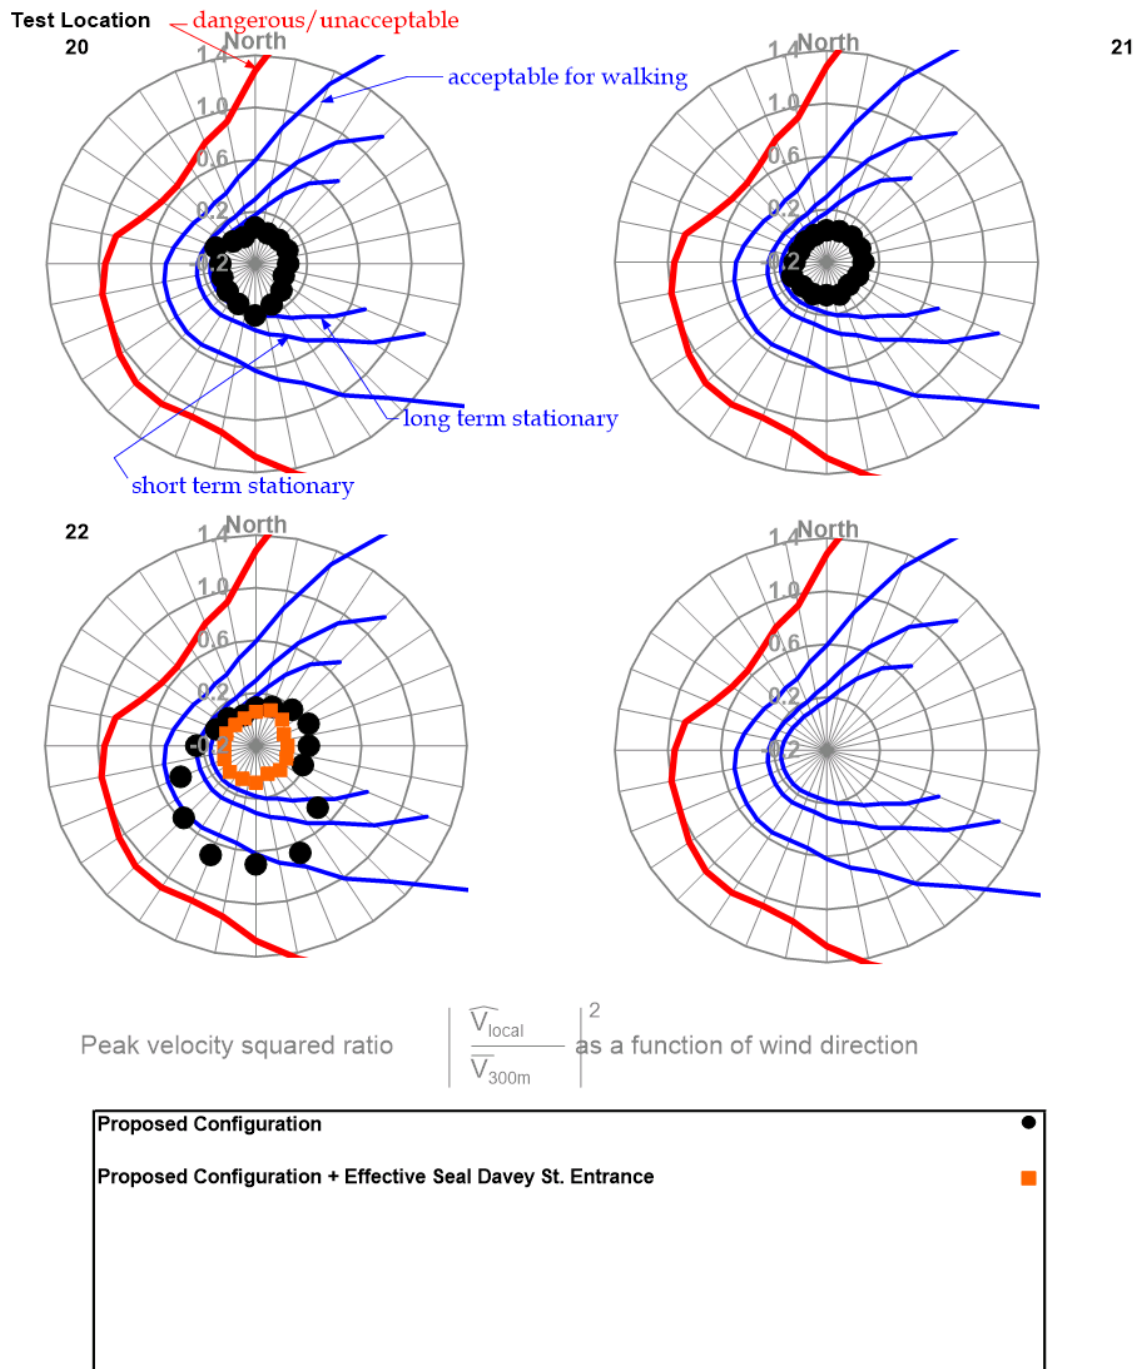 Test Location
dangerous/unacceptable
20
North
1.4
1.0
0.6
0.2
-0.2
acceptable for walking
long term stationary
short term stationary
21
North
1.4
1.0
0.6
0.2
-0.2
22
North
1.4
1.0
0.6
0.2
-0.2
North
1.4
1.0
0.6
0.2
-0.2
Peak velocity squared ratio | V̂local / V̄300m |² as a function of wind direction
Proposed Configuration
Proposed Configuration + Effective Seal Davey St. Entrance